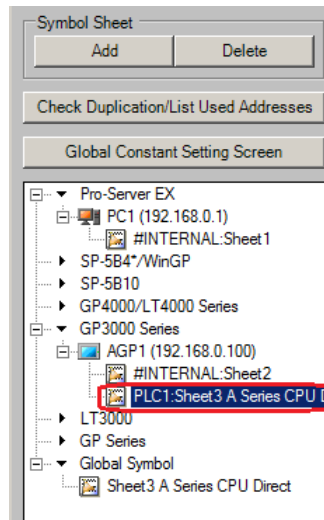 Symbol Sheet
Add Delete
Check Duplication/List Used Addresses
Global Constant Setting Screen
Pro-Server EX
PC1 (192.168.0.1)
#INTERNAL:Sheet1
SP-5B4*/WinGP
SP-5B10
GP4000/LT4000 Series
GP3000 Series
AGP1 (192.168.0.100)
#INTERNAL:Sheet2
PLC1:Sheet3 A Series CPU D
LT3000
GP Series
Global Symbol
Sheet3 A Series CPU Direct